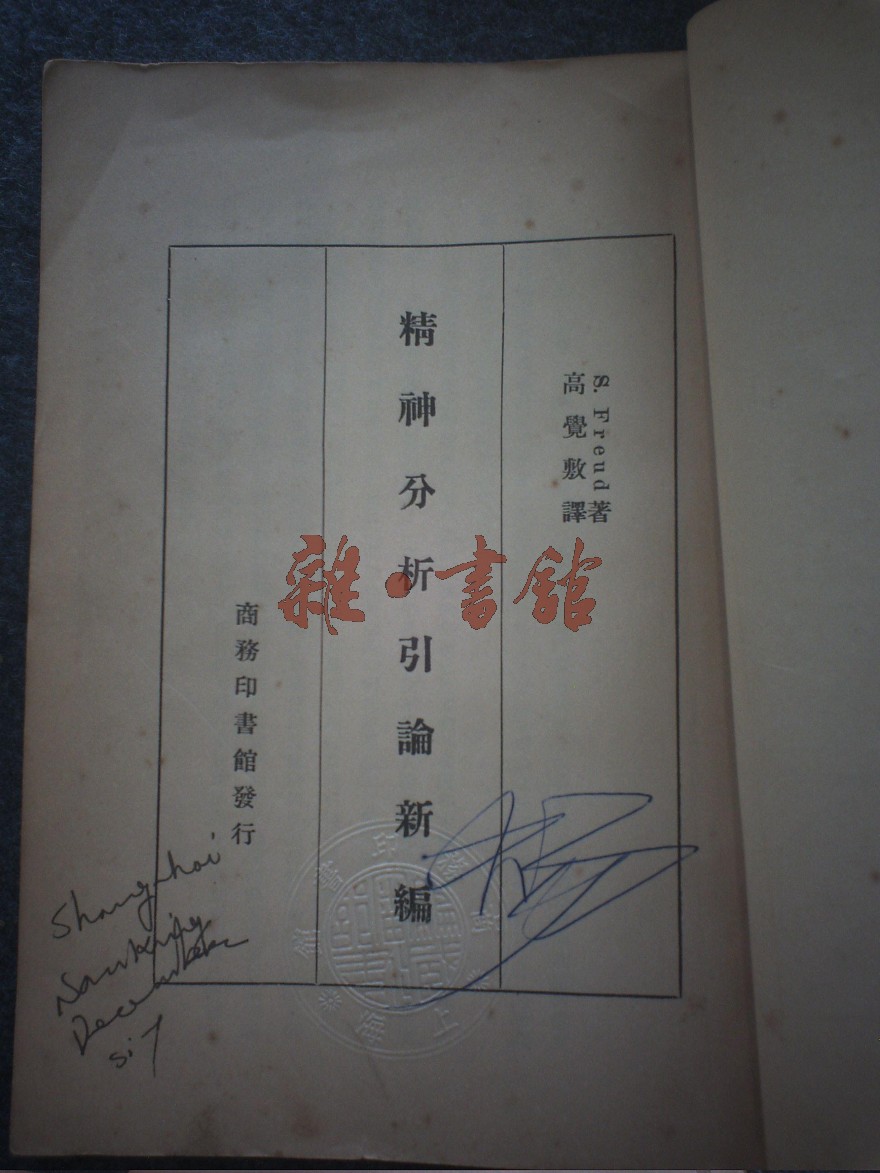 S. Freud著
高覺敷譯
精神分析引論新編
商務印書館發行
雜·書館
Shanghai
Nanking
December